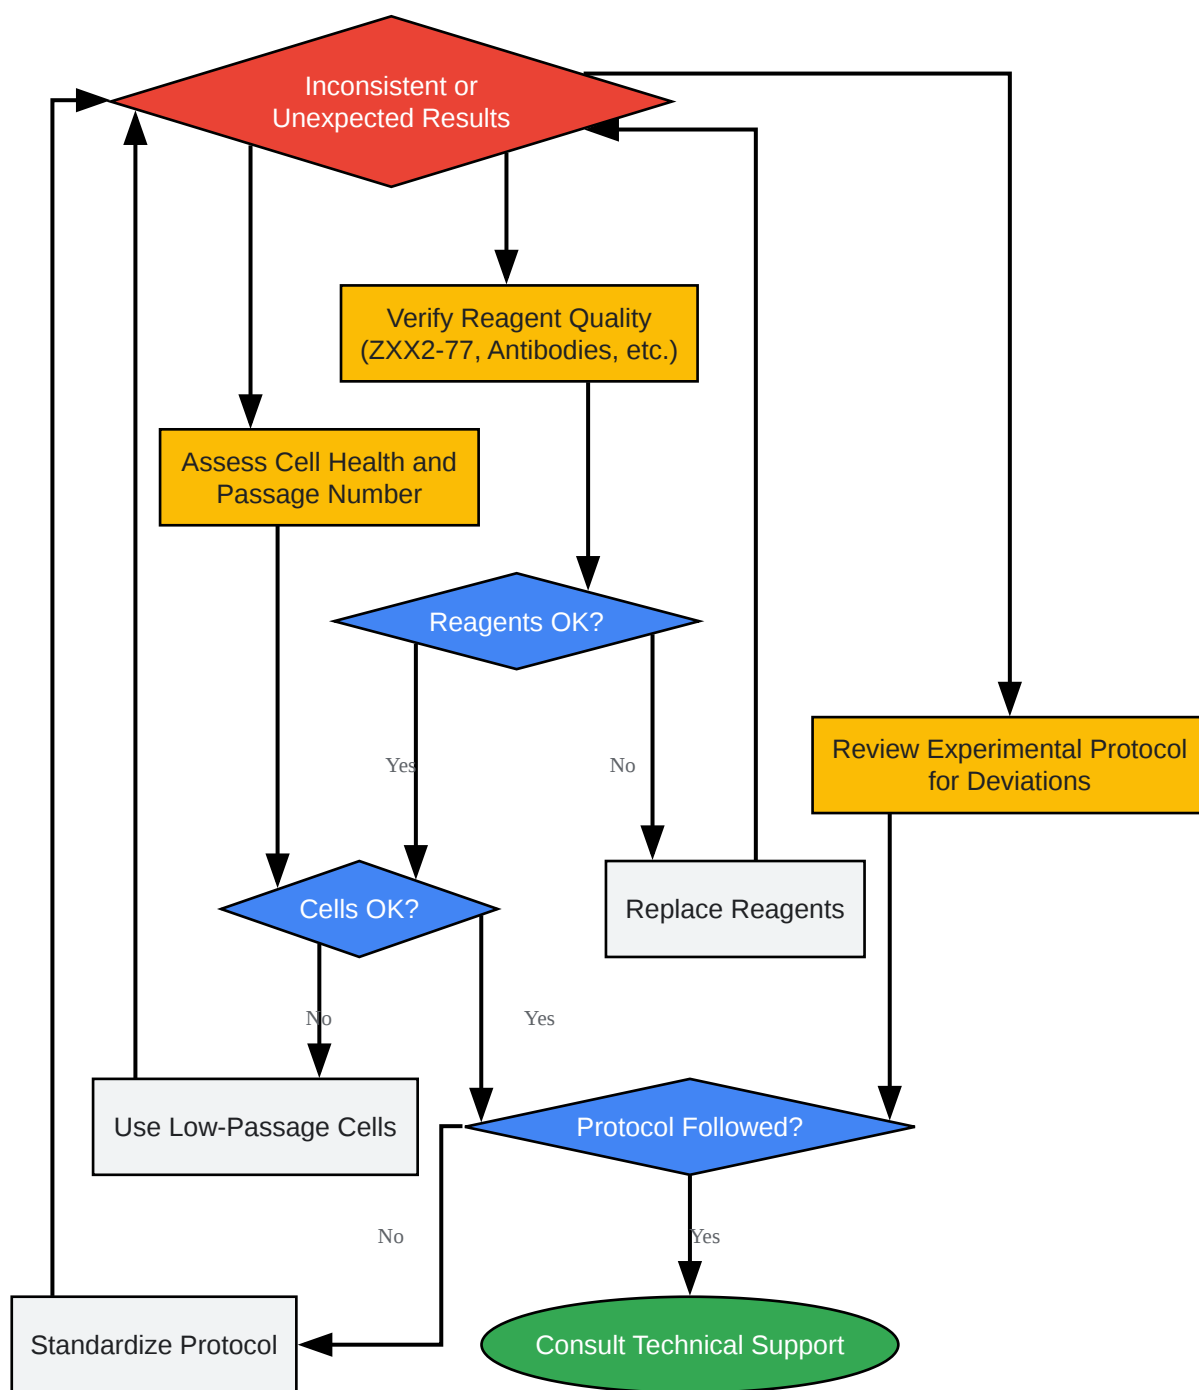 Inconsistent or
Unexpected Results
Verify Reagent Quality
(ZXX2-77, Antibodies, etc.)
Assess Cell Health and
Passage Number
Reagents OK?
Yes
No
Review Experimental Protocol
for Deviations
Cells OK?
Replace Reagents
No
Yes
Use Low-Passage Cells
Protocol Followed?
No
Yes
Standardize Protocol
Consult Technical Support